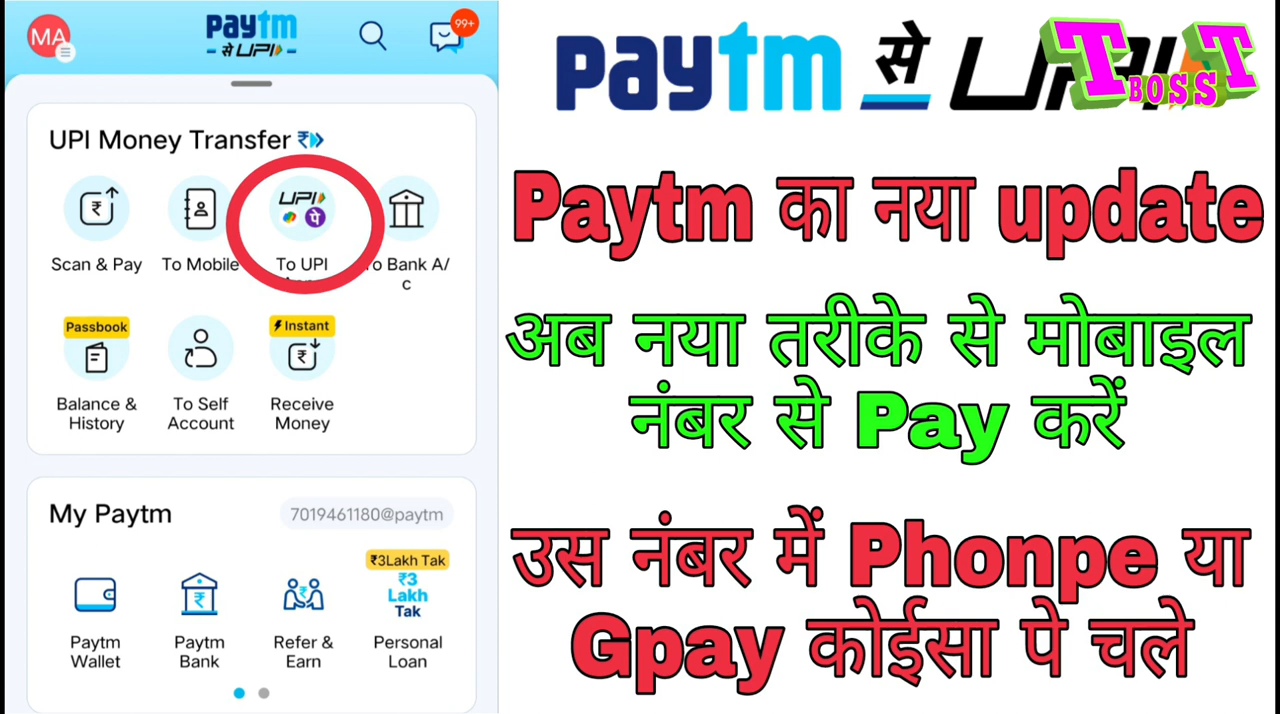 MA
paytm
से UPI
99+
UPI Money Transfer
UPI
पे
Scan & Pay
To Mobile
To UPI
To Bank A/c
Passbook
Instant
Balance &
History
To Self
Account
Receive
Money
My Paytm
7019461180@paytm
₹3Lakh Tak
₹3
Lakh
Tak
Paytm
Wallet
Paytm
Bank
Refer &
Earn
Personal
Loan
paytm से UPI
T BOSS T
Paytm का नया update
अब नया तरीके से मोबाइल
नंबर से Pay करें
उस नंबर में Phonpe या
Gpay कोईसा पे चले